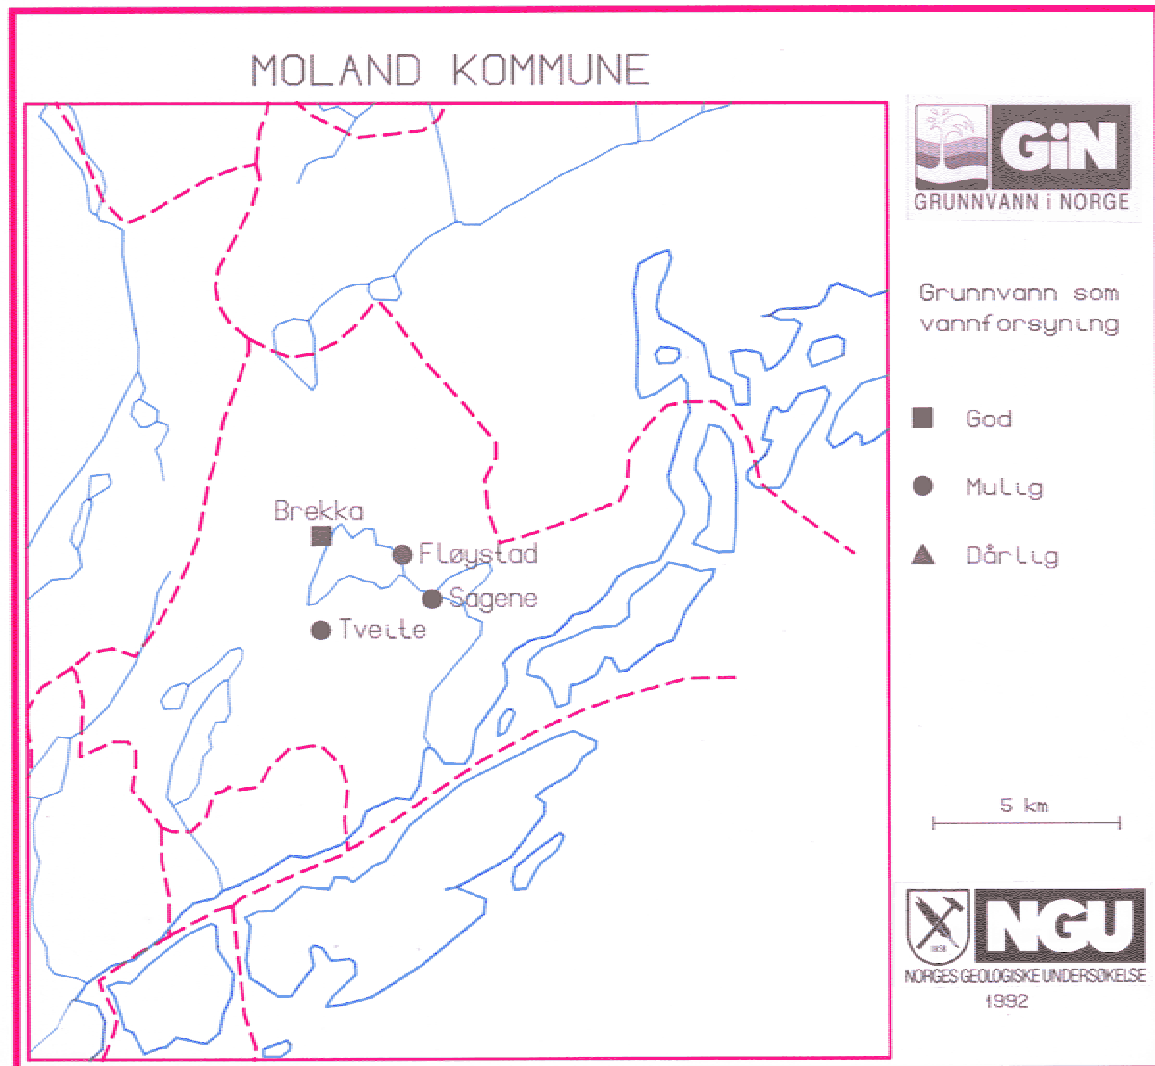 MOLAND KOMMUNE
GiN
GRUNNVANN i NORGE
Grunnvann som
vannforsyning
God
Mulig
Dårlig
Brekka
Fløystad
Sagene
Tveite
5 km
NGU
NORGES GEOLOGISKE UNDERSØKELSE
1992